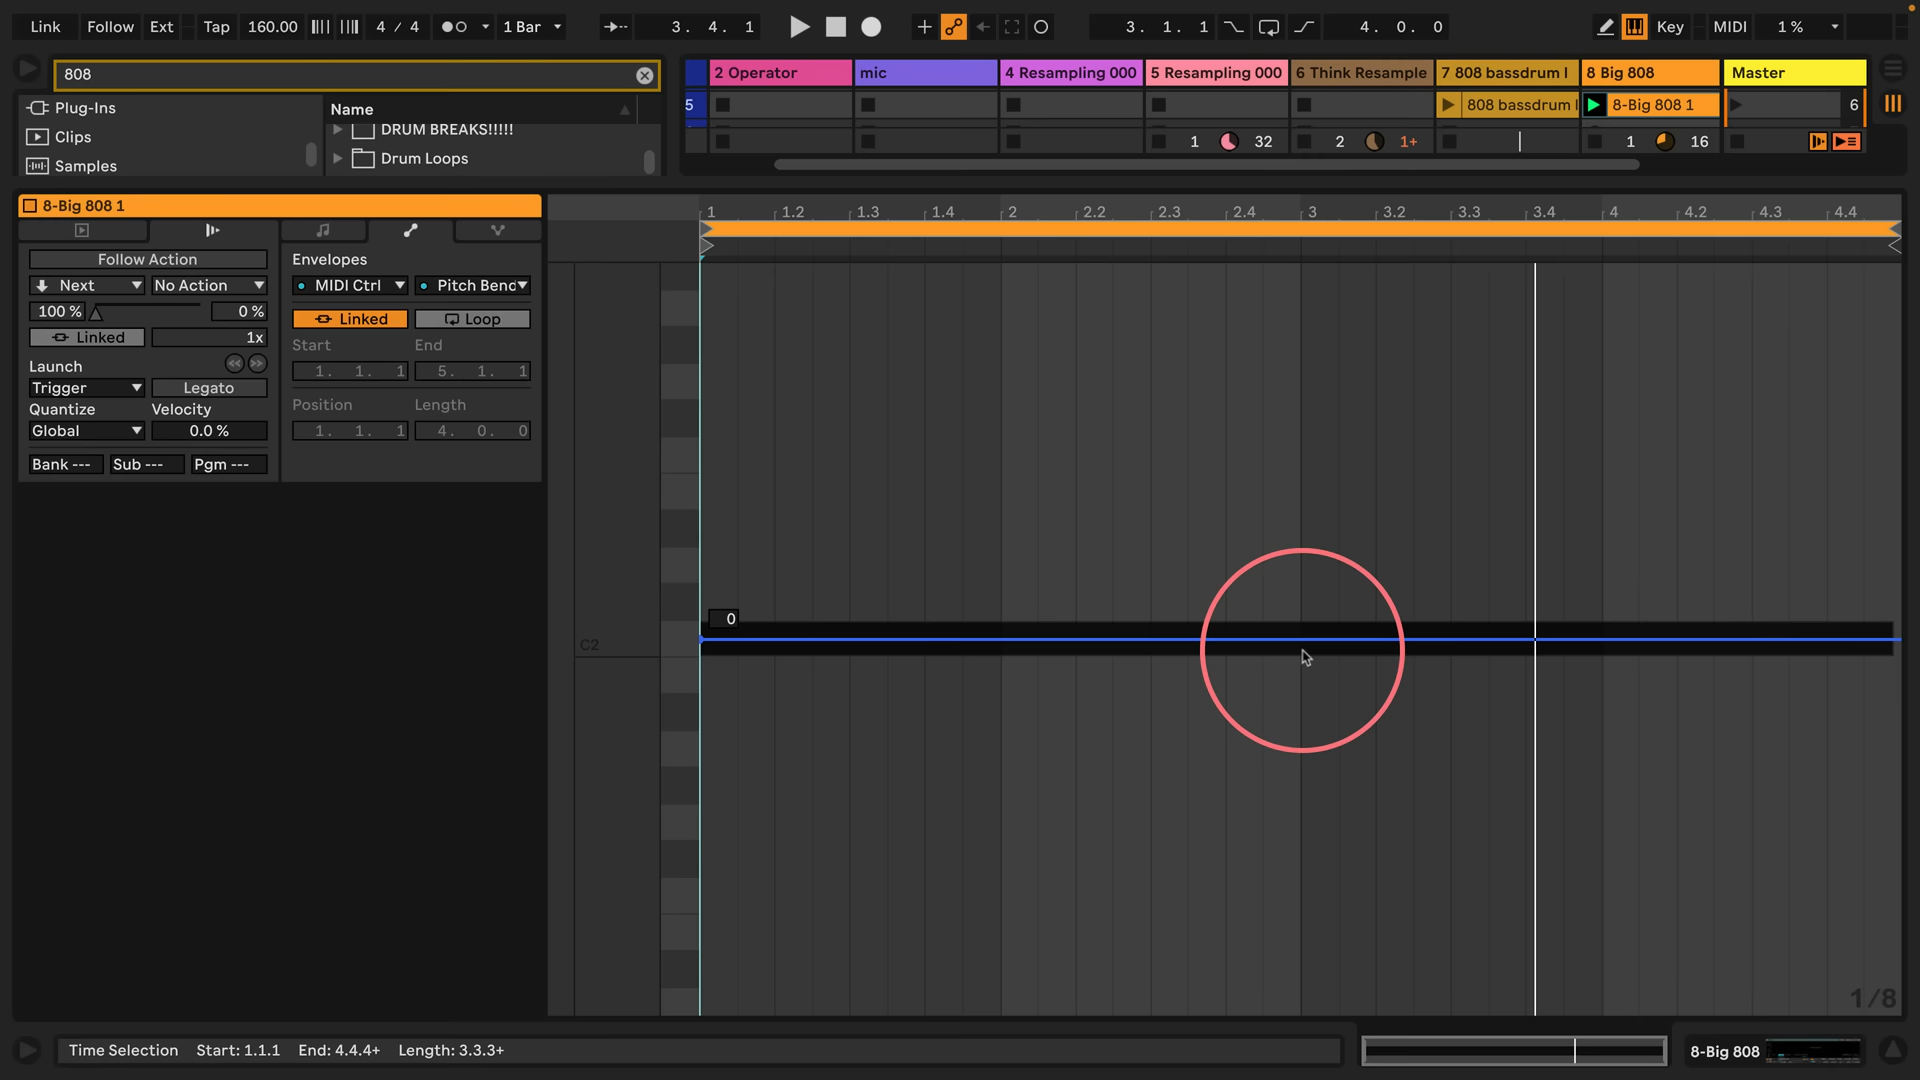 Link Follow Ext Tap 160.00 4 / 4 1 Bar 3. 4. 1 3. 1. 1 4. 0. 0 Key MIDI 1 %
808
Plug-Ins
Clips
Samples
Name
DRUM BREAKS!!!!!
Drum Loops
2 Operator mic 4 Resampling 000 5 Resampling 000 6 Think Resample 7 808 bassdrum l 8 Big 808 Master
5 808 bassdrum l 8-Big 808 1 6
1 32 2 1+ 1 16
8-Big 808 1
Follow Action
Next No Action
100 % 0 %
Linked 1x
Launch
Trigger Legato
Quantize Velocity
Global 0.0 %
Bank --- Sub --- Pgm ---
Envelopes
MIDI Ctrl Pitch Benc
Linked Loop
Start End
1. 1. 1 5. 1. 1
Position Length
1. 1. 1 4. 0. 0
1 1.2 1.3 1.4 2 2.2 2.3 2.4 3 3.2 3.3 3.4 4 4.2 4.3 4.4
0
C2
1/8
Time Selection Start: 1.1.1 End: 4.4.4+ Length: 3.3.3+
8-Big 808